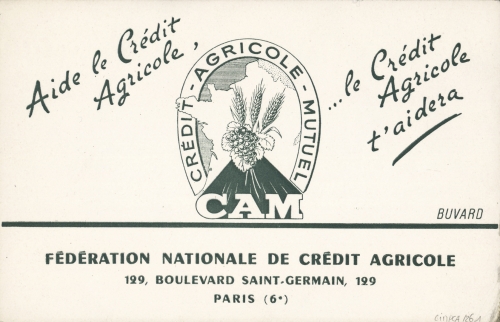 Aide le Crédit
Agricole,
...le Crédit
Agricole
t'aidera
CRÉDIT - AGRICOLE - MUTUEL
CAM
BUVARD
FÉDÉRATION NATIONALE DE CRÉDIT AGRICOLE
129, BOULEVARD SAINT-GERMAIN, 129
PARIS (6e)